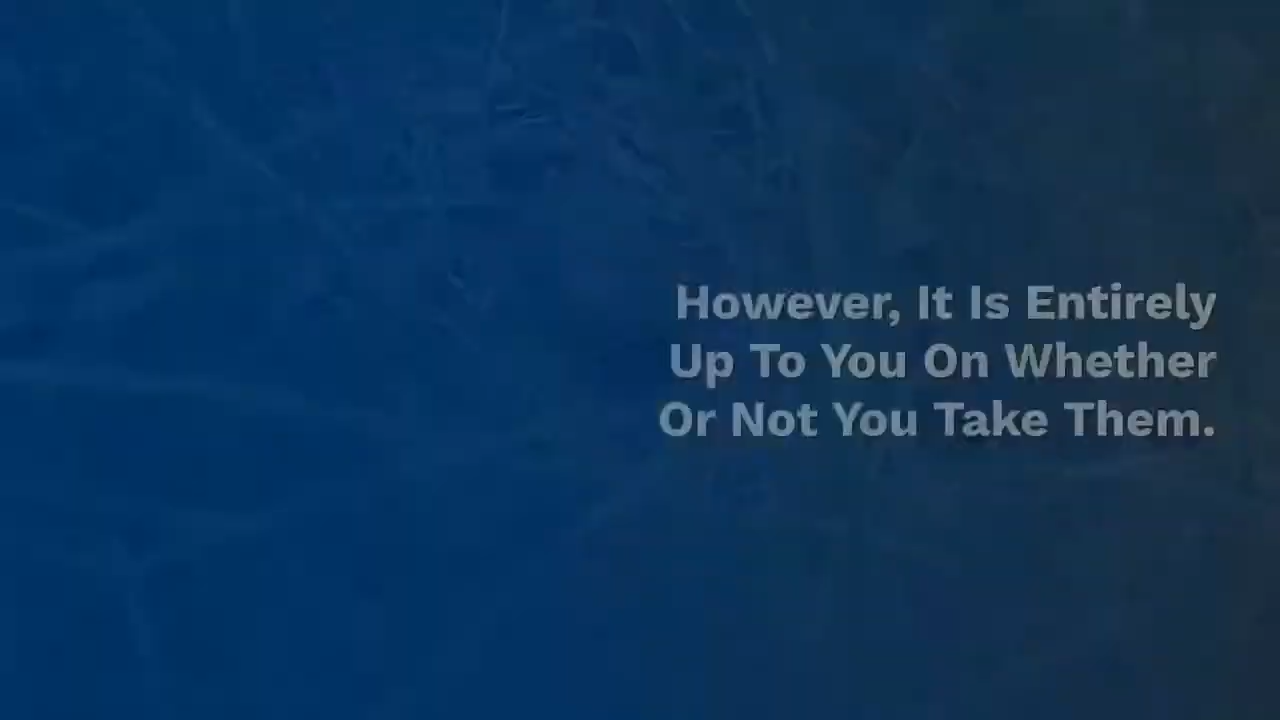 However, It Is Entirely
Up To You On Whether
Or Not You Take Them.